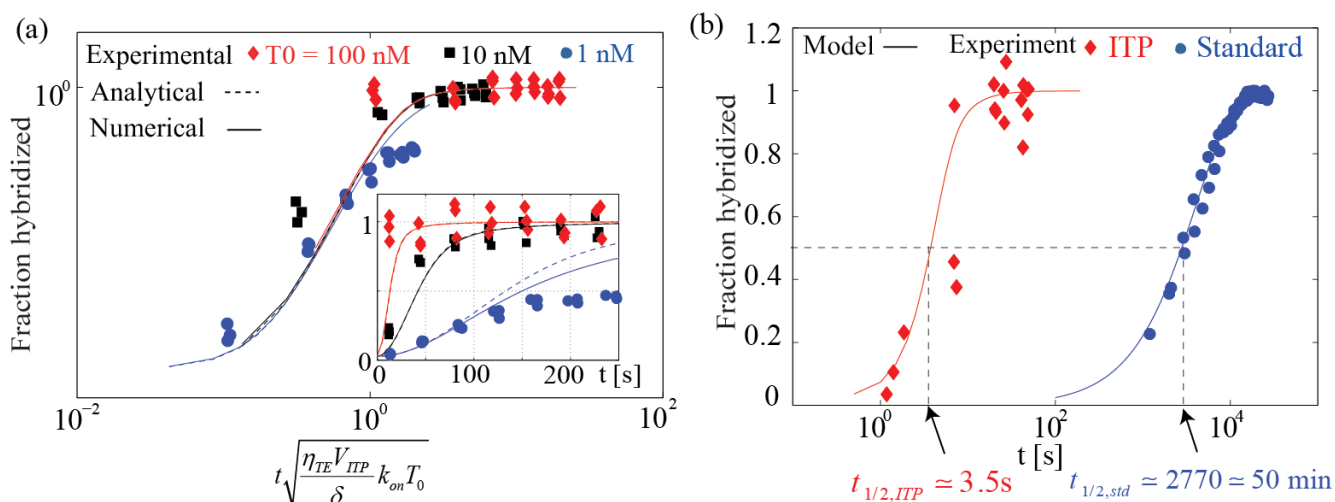 (a)
Experimental ♦ T0 = 100 nM ■ 10 nM ● 1 nM
Analytical ----
Numerical —
Fraction hybridized
10^0
10^-2 10^0 10^2
t√(η_TE V_ITP / δ k_on T_0)
1
0
0 100 200 t [s]
(b)
Model — Experiment ♦ ITP ● Standard
Fraction hybridized
1.2
1
0.8
0.6
0.4
0.2
0
10^0 10^2 10^4
t [s]
t_1/2,ITP ≃ 3.5s
t_1/2,std ≃ 2770 ≃ 50 min